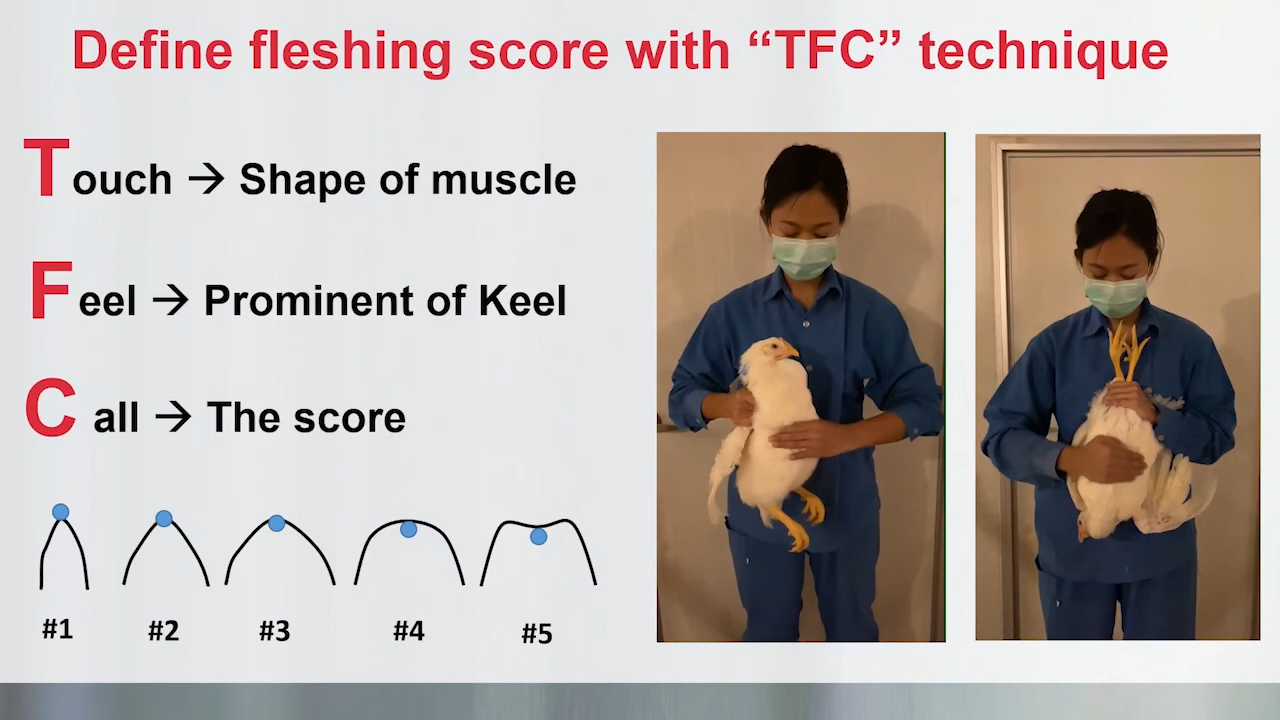 Define fleshing score with “TFC” technique
Touch → Shape of muscle
Feel → Prominent of Keel
Call → The score
#1 #2 #3 #4 #5